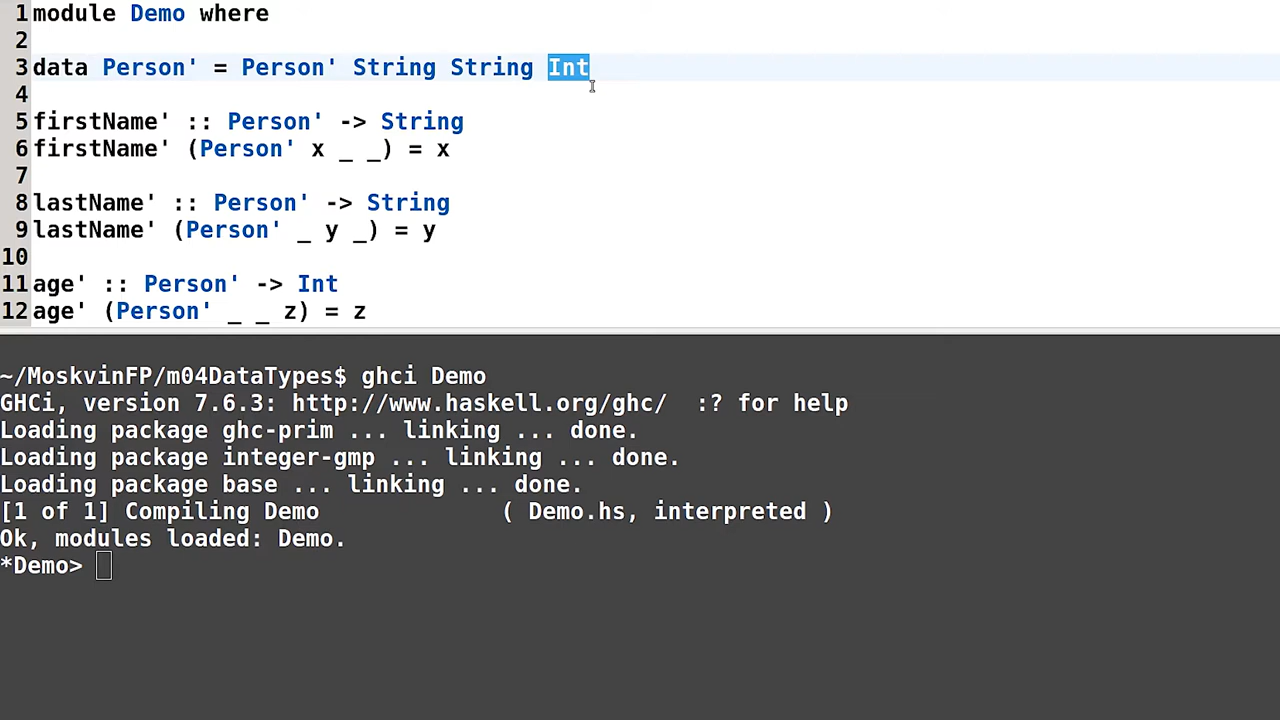 1 module Demo where
2
3 data Person' = Person' String String Int
4
5 firstName' :: Person' -> String
6 firstName' (Person' x _ _) = x
7
8 lastName' :: Person' -> String
9 lastName' (Person' _ y _) = y
10
11 age' :: Person' -> Int
12 age' (Person' _ _ z) = z
~/MoskvinFP/m04DataTypes$ ghci Demo
GHCi, version 7.6.3: http://www.haskell.org/ghc/  :? for help
Loading package ghc-prim ... linking ... done.
Loading package integer-gmp ... linking ... done.
Loading package base ... linking ... done.
[1 of 1] Compiling Demo             ( Demo.hs, interpreted )
Ok, modules loaded: Demo.
*Demo>